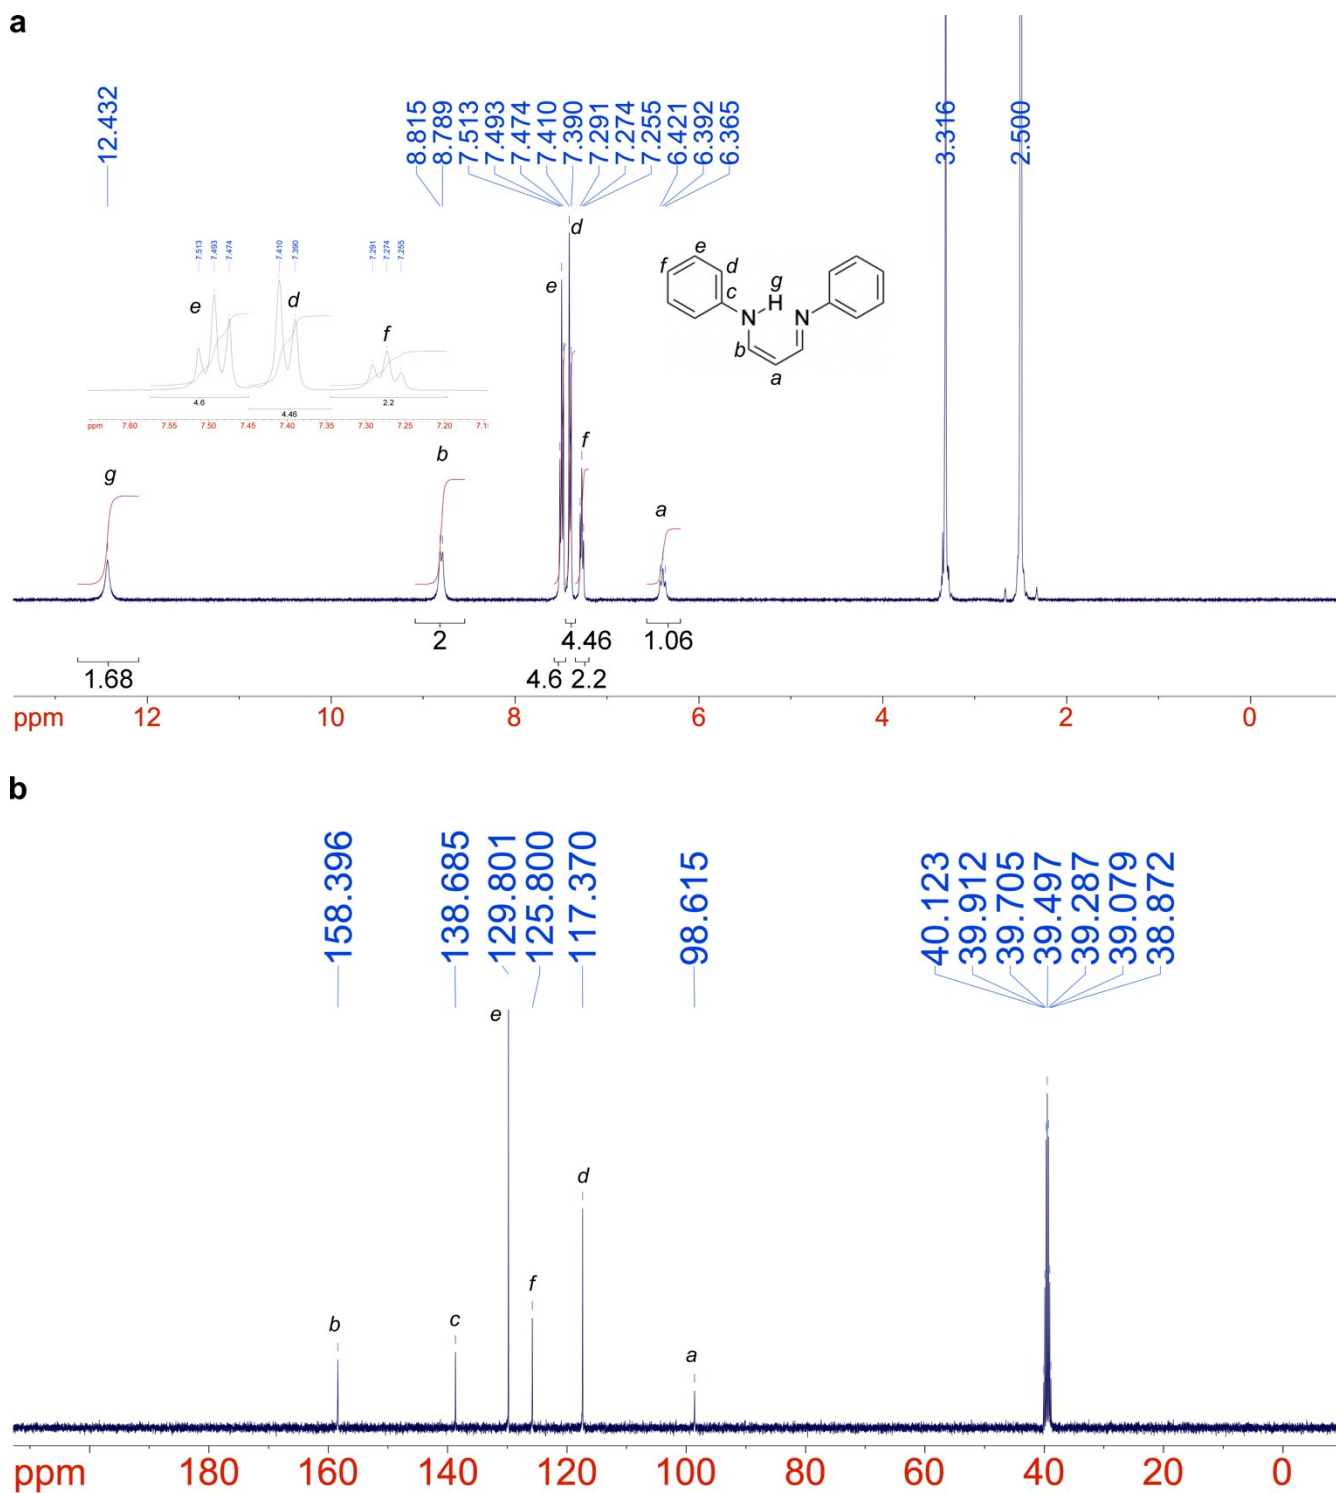 a
12.432
8.815
8.789
7.513
7.493
7.474
7.410
7.390
7.291
7.274
7.255
6.421
6.392
6.365
3.316
2.500
7.513
7.493
7.474
7.410
7.390
7.291
7.274
7.255
e
d
f
4.6
4.46
2.2
ppm 7.60 7.55 7.50 7.45 7.40 7.35 7.30 7.25 7.20 7.1
e
d
f
g
b
a
e
f
d
g
c
H
N
N
b
a
2
4.46
1.06
1.68
4.6
2.2
ppm 12 10 8 6 4 2 0
b
158.396
138.685
129.801
125.800
117.370
98.615
40.123
39.912
39.705
39.497
39.287
39.079
38.872
e
d
f
b
c
a
ppm 180 160 140 120 100 80 60 40 20 0